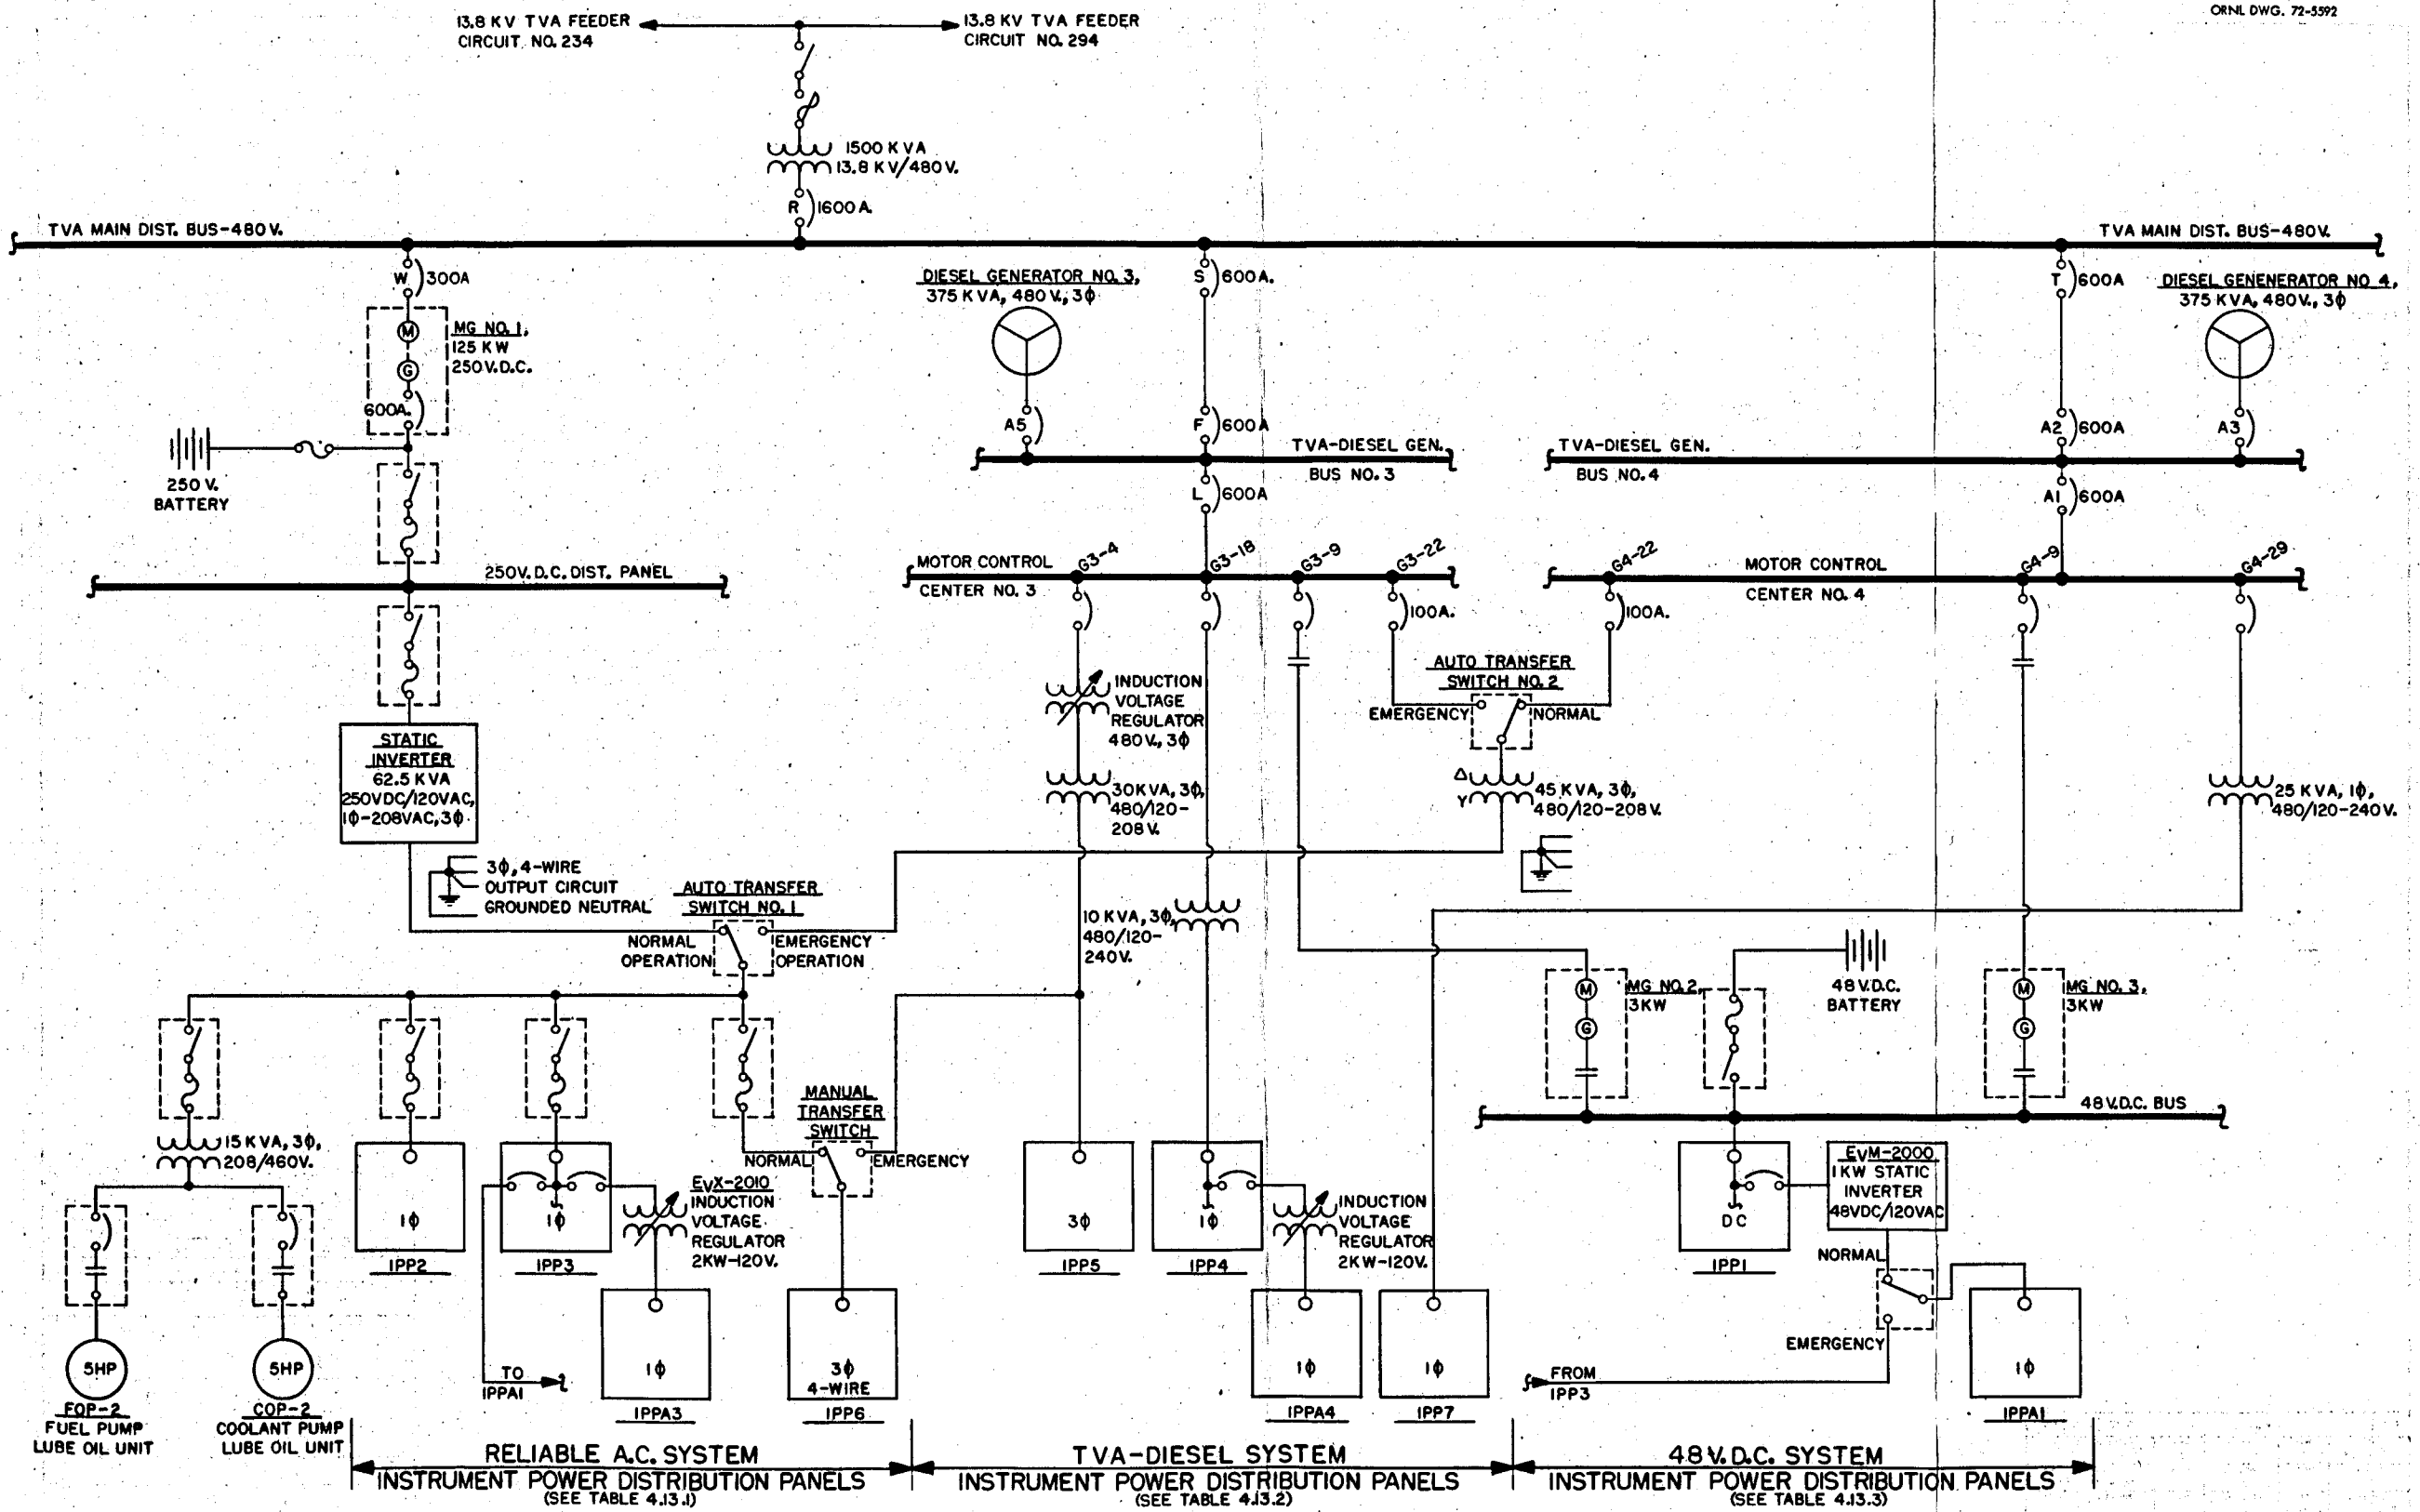 ORNL DWG. 72-5592
13.8 KV TVA FEEDER
CIRCUIT NO. 234
13.8 KV TVA FEEDER
CIRCUIT NO. 294
1500 KVA
13.8 KV/480V.
R
1600A.
TVA MAIN DIST. BUS-480V.
TVA MAIN DIST. BUS-480V.
W
300A
MG NO. 1,
125 KW
250V.D.C.
M
G
600A.
250 V.
BATTERY
DIESEL GENERATOR NO. 3,
375 KVA, 480 V., 3ϕ
A5
S
600A.
F
600A
TVA-DIESEL GEN.
BUS NO. 3
L
600A
T
600A
DIESEL GENENERATOR NO. 4,
375 KVA, 480V., 3ϕ
A2
600A
A3
TVA-DIESEL GEN.
BUS NO. 4
A1
600A
250V. D.C. DIST. PANEL
MOTOR CONTROL
CENTER NO. 3
G3-4
G3-18
G3-9
G3-22
100A.
G4-22
100A.
MOTOR CONTROL
CENTER NO. 4
G4-9
G4-29
STATIC
INVERTER
62.5 KVA
250VDC/120VAC,
1ϕ-208VAC,3ϕ
INDUCTION
VOLTAGE
REGULATOR
480V., 3ϕ
30KVA, 3ϕ,
480/120-
208V.
AUTO TRANSFER
SWITCH NO. 2
EMERGENCY
NORMAL
Δ
Y
45 KVA, 3ϕ,
480/120-208V.
25 KVA, 1ϕ,
480/120-240V.
3ϕ, 4-WIRE
OUTPUT CIRCUIT
GROUNDED NEUTRAL
AUTO TRANSFER
SWITCH NO. 1
NORMAL
OPERATION
EMERGENCY
OPERATION
10 KVA, 3ϕ,
480/120-
240V.
M
G
MG NO. 2,
3KW
48 V.D.C.
BATTERY
M
G
MG NO. 3,
3KW
48V.D.C. BUS
15 KVA, 3ϕ,
208/460V.
MANUAL
TRANSFER
SWITCH
NORMAL
EMERGENCY
1ϕ
IPP2
1ϕ
IPP3
EVX-2010
INDUCTION
VOLTAGE
REGULATOR
2KW-120V.
3ϕ
IPP5
1ϕ
IPP4
INDUCTION
VOLTAGE
REGULATOR
2KW-120V.
DC
IPP1
EVM-2000
1 KW STATIC
INVERTER
48VDC/120VAC
NORMAL
EMERGENCY
5HP
FOP-2
FUEL PUMP
LUBE OIL UNIT
5HP
COP-2
COOLANT PUMP
LUBE OIL UNIT
TO
IPPA1
1ϕ
IPPA3
3ϕ
4-WIRE
IPP6
1ϕ
IPPA4
1ϕ
IPP7
FROM
IPP3
1ϕ
IPPA1
RELIABLE A.C. SYSTEM
INSTRUMENT POWER DISTRIBUTION PANELS
(SEE TABLE 4.13.1)
TVA-DIESEL SYSTEM
INSTRUMENT POWER DISTRIBUTION PANELS
(SEE TABLE 4.13.2)
48V.D.C. SYSTEM
INSTRUMENT POWER DISTRIBUTION PANELS
(SEE TABLE 4.13.3)